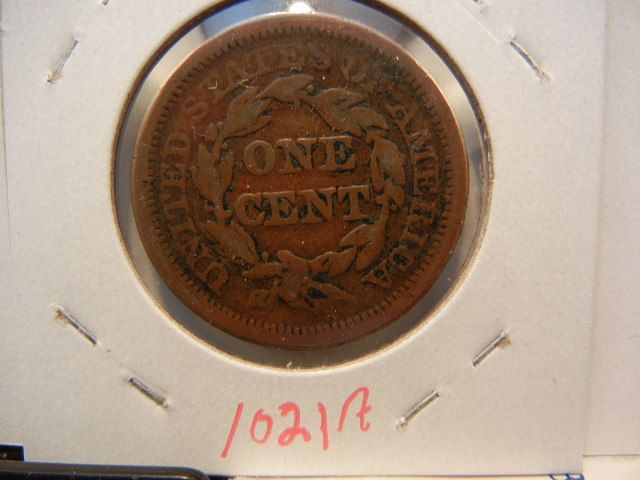 UNITED STATES OF AMERICA
ONE
CENT
1021A